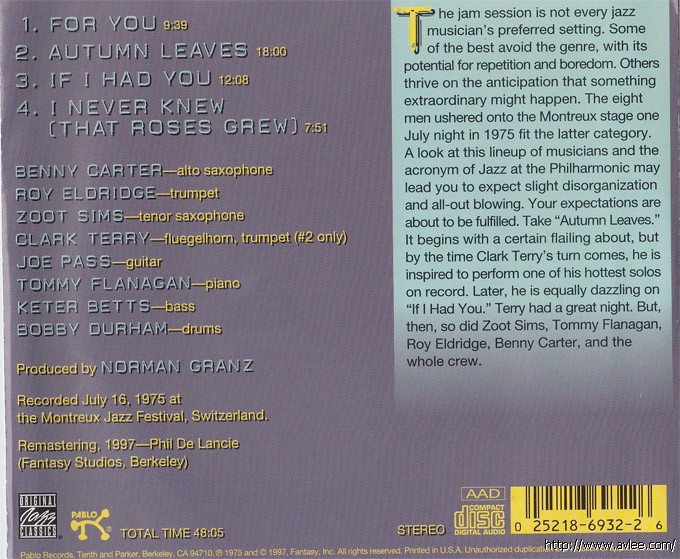 1. FOR YOU 9:39
2. AUTUMN LEAVES 18:00
3. IF I HAD YOU 12:08
4. I NEVER KNEW
(THAT ROSES GREW) 7:51
BENNY CARTER—alto saxophone
ROY ELDRIDGE—trumpet
ZOOT SIMS—tenor saxophone
CLARK TERRY—fluegelhorn, trumpet (#2 only)
JOE PASS—guitar
TOMMY FLANAGAN—piano
KETER BETTS—bass
BOBBY DURHAM—drums
Produced by NORMAN GRANZ
Recorded July 16, 1975 at
the Montreux Jazz Festival, Switzerland.
Remastering, 1997—Phil De Lancie
(Fantasy Studios, Berkeley)
The jam session is not every jazz
musician's preferred setting. Some
of the best avoid the genre, with its
potential for repetition and boredom. Others
thrive on the anticipation that something
extraordinary might happen. The eight
men ushered onto the Montreux stage one
July night in 1975 fit the latter category.
A look at this lineup of musicians and the
acronym of Jazz at the Philharmonic may
lead you to expect slight disorganization
and all-out blowing. Your expectations are
about to be fulfilled. Take “Autumn Leaves.”
It begins with a certain flailing about, but
by the time Clark Terry's turn comes, he is
inspired to perform one of his hottest solos
on record. Later, he is equally dazzling on
“If I Had You.” Terry had a great night. But,
then, so did Zoot Sims, Tommy Flanagan,
Roy Eldridge, Benny Carter, and the
whole crew.
ORIGINAL
Jazz
CLASSICS
PABLO
TOTAL TIME 48:05
STEREO
AAD
COMPACT
disc
DIGITAL AUDIO
0 25218-6932-2 6
Pablo Records, Tenth and Parker, Berkeley, CA 94710. ℗ 1975 and © 1997, Fantasy, Inc. All rights reserved. Printed in U.S.A. Unauthorized
http://www.avlee.com/